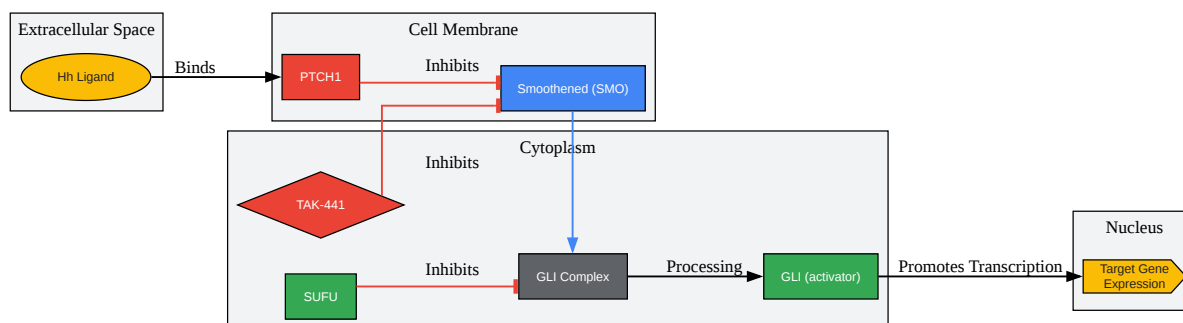 Extracellular Space
Hh Ligand
Binds
Cell Membrane
PTCH1
Inhibits
Smoothened (SMO)
Cytoplasm
Inhibits
TAK-441
SUFU
Inhibits
GLI Complex
Processing
GLI (activator)
Promotes Transcription
Nucleus
Target Gene
Expression